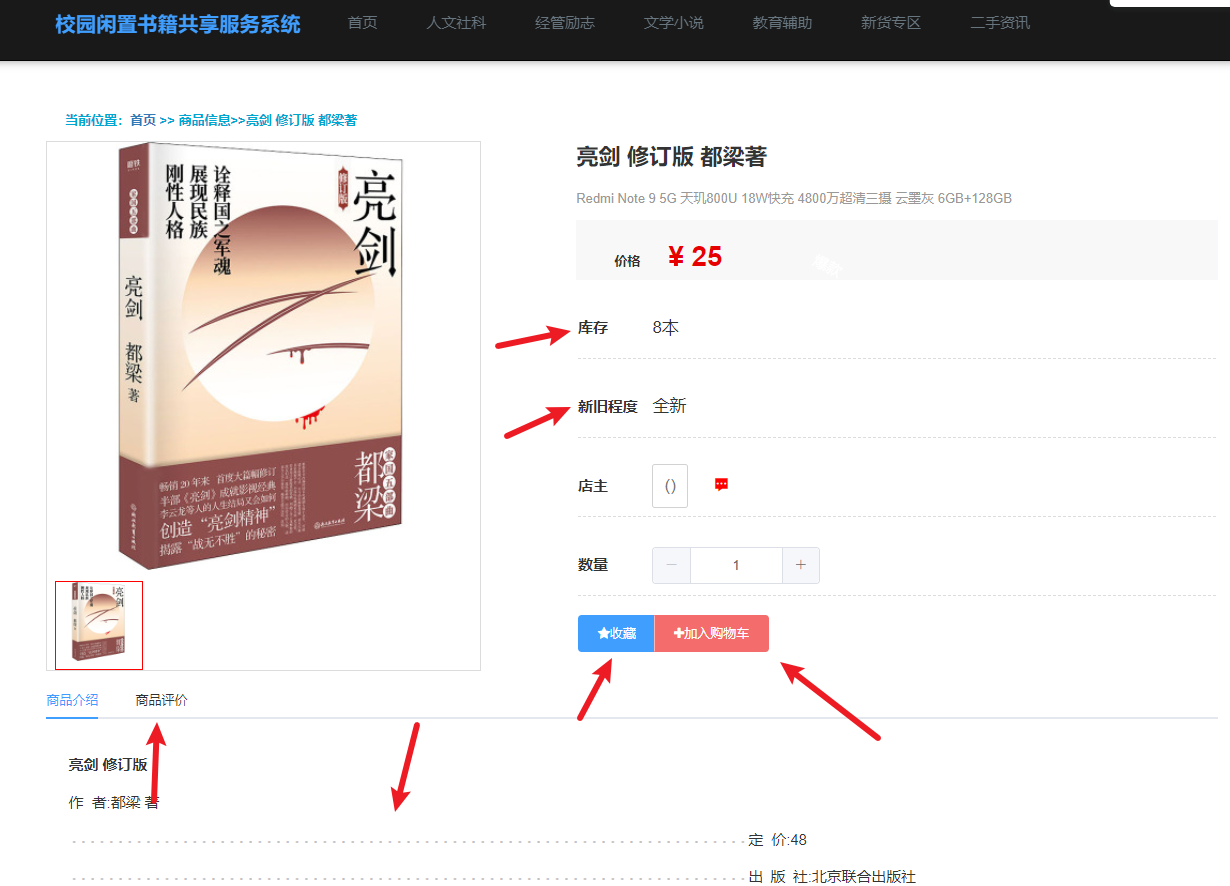 校园闲置书籍共享服务系统 首页 人文社科 经管励志 文学小说 教育辅助 新货专区 二手资讯
当前位置：首页 >> 商品信息>>亮剑 修订版 都梁著
诠释国之军魂
展现民族
刚性人格
修订版
亮剑
亮剑 都梁 著
畅销20年来 首度大篇幅修订
半部《亮剑》成就影视经典
李云龙等人的人生结局又会如何
创造“亮剑精神”
揭露“战无不胜”的秘密
都梁
家国五部曲
亮剑 修订版 都梁著
Redmi Note 9 5G 天玑800U 18W快充 4800万超清三摄 云墨灰 6GB+128GB
价格 ¥ 25
库存 8本
新旧程度 全新
店主 ()
数量 － 1 +
收藏 加入购物车
商品介绍 商品评价
亮剑 修订版
作 者:都梁 著
定 价:48
出 版 社:北京联合出版社